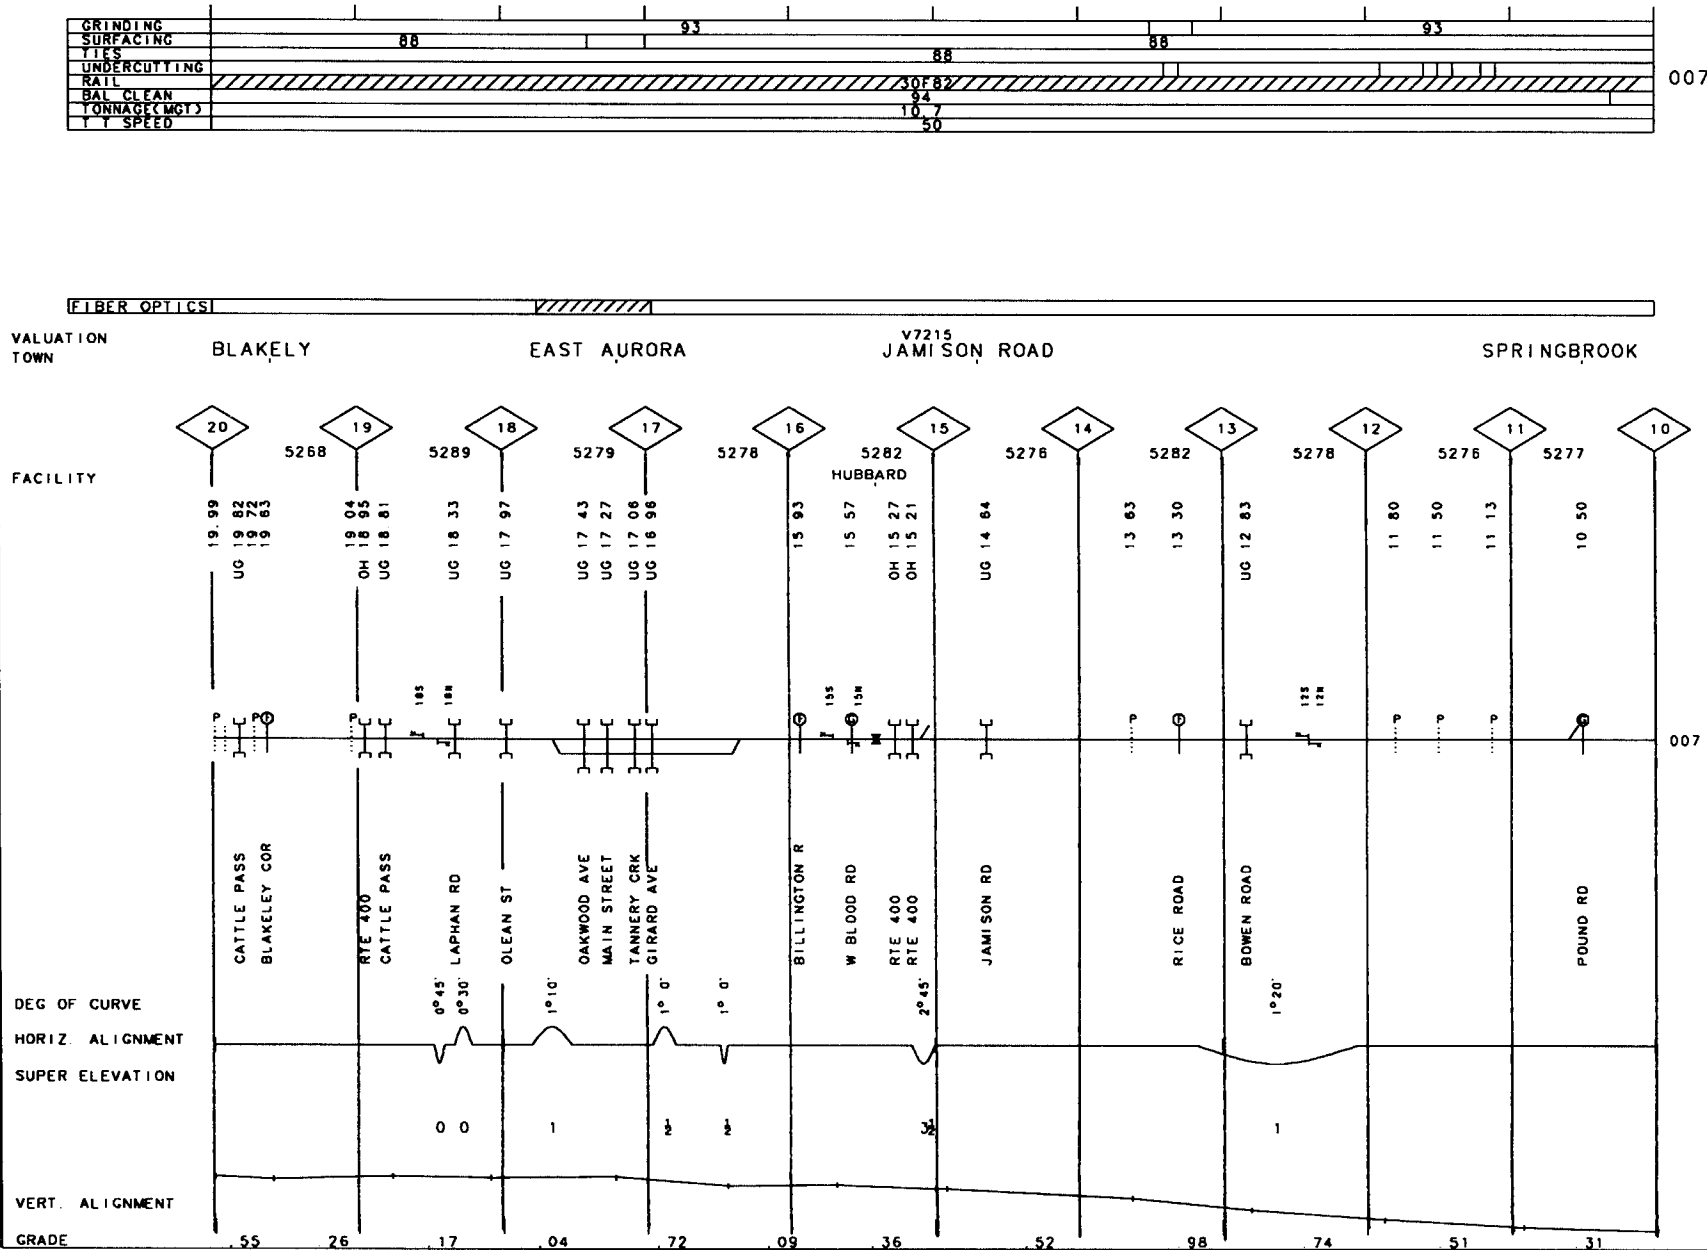 GRINDING 93 93
SURFACING 88 88
TIES 88
UNDERCUTTING
RAIL 30F82
007
BAL CLEAN 94
TONNAGE(MGT) 10.7
T T SPEED 50
FIBER OPTICS
VALUATION V7215
TOWN BLAKELY EAST AURORA JAMISON ROAD SPRINGBROOK
20 19 18 17 16 15 14 13 12 11 10
5268 5289 5279 5278 5282 5276 5282 5278 5276 5277
FACILITY HUBBARD
19.99
UG 19 82
19 72
19 63
19 04
OH 18 95
UG 18 81
UG 18 33
UG 17 97
UG 17 43
UG 17 27
UG 17 06
UG 16 96
15 93
15 57
OH 15 27
OH 15 21
UG 14 64
13 63
13 30
UG 12 83
11 80
11 50
11 13
10 50
18S 18N 15S 15N 12S 12N
P P F P F G P F P P P G
007
CATTLE PASS
BLAKELEY COR
RTE 400
CATTLE PASS
LAPHAN RD
OLEAN ST
OAKWOOD AVE
MAIN STREET
TANNERY CRK
GIRARD AVE
BILLINGTON R
W BLOOD RD
RTE 400
RTE 400
JAMISON RD
RICE ROAD
BOWEN ROAD
POUND RD
DEG OF CURVE 0°45' 0°30' 1°10' 1° 0' 1° 0' 2°45' 1°20'
HORIZ. ALIGNMENT
SUPER ELEVATION
0 0 1 ½ ½ 3½ 1
VERT. ALIGNMENT
GRADE .55 .26 .17 .04 .72 .09 .36 .52 .98 .74 .51 .31